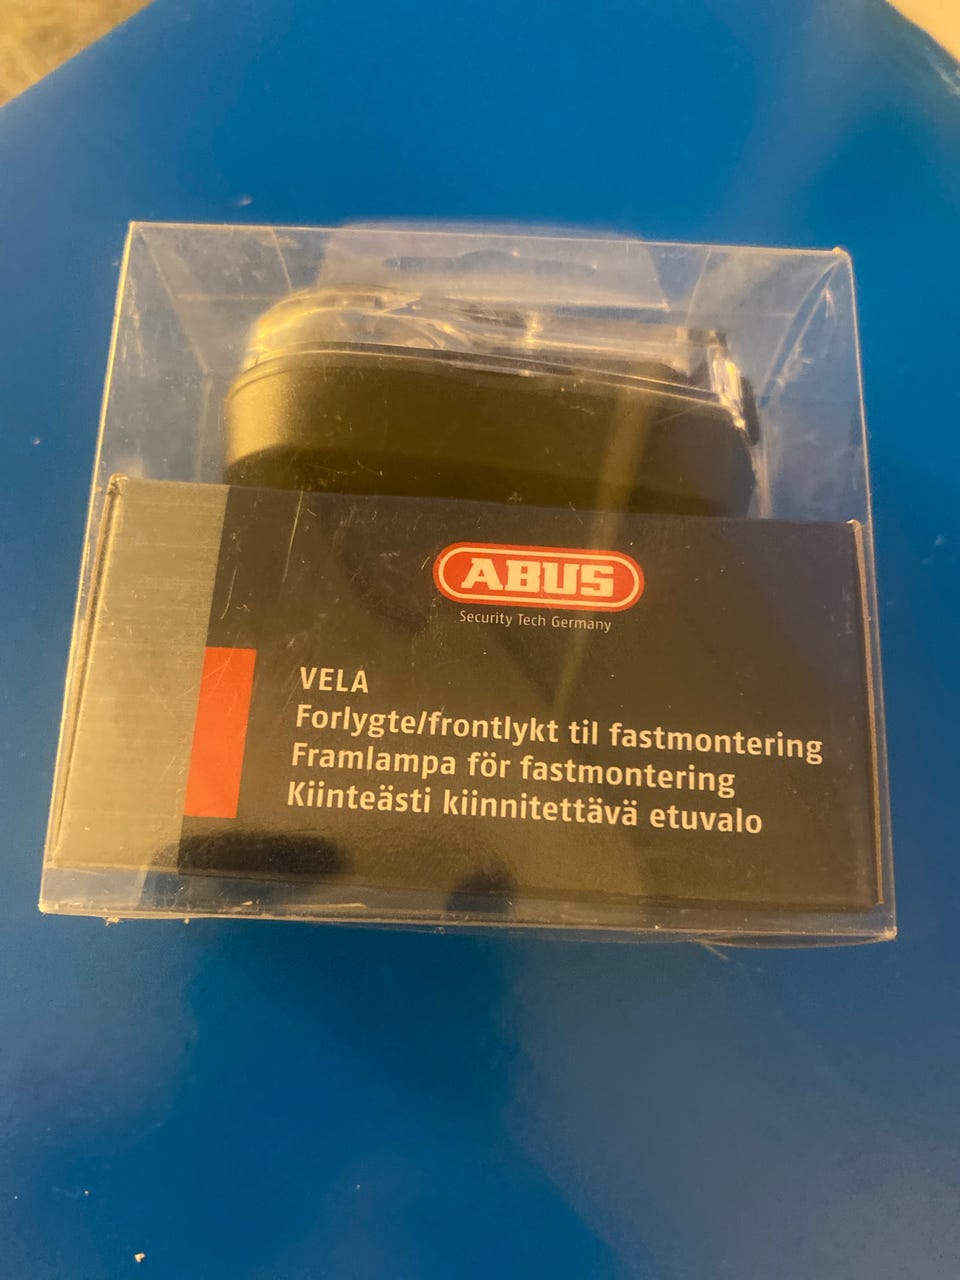 ABUS
Security Tech Germany
VELA
Forlygte/frontlykt til fastmontering
Framlampa för fastmontering
Kiinteästi kiinnitettävä etuvalo